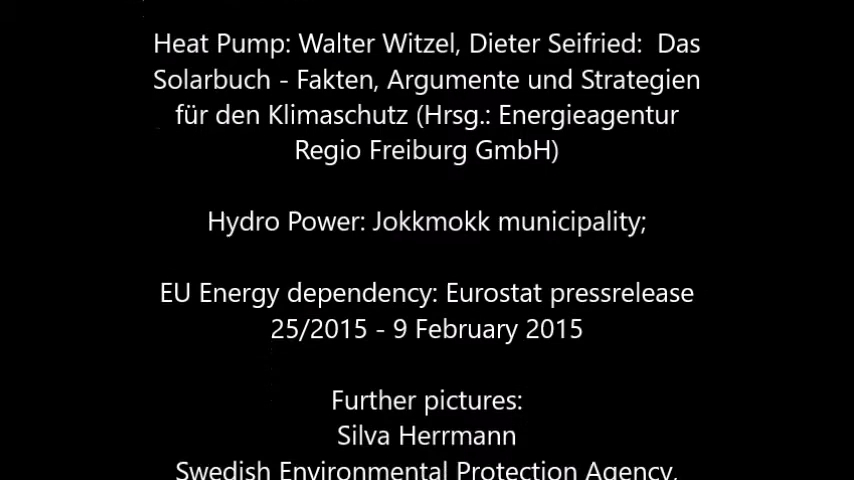 Heat Pump: Walter Witzel, Dieter Seifried:  Das
Solarbuch - Fakten, Argumente und Strategien
für den Klimaschutz (Hrsg.: Energieagentur
Regio Freiburg GmbH)
Hydro Power: Jokkmokk municipality;
EU Energy dependency: Eurostat pressrelease
25/2015 - 9 February 2015
Further pictures:
Silva Herrmann
Swedish Environmental Protection Agency,